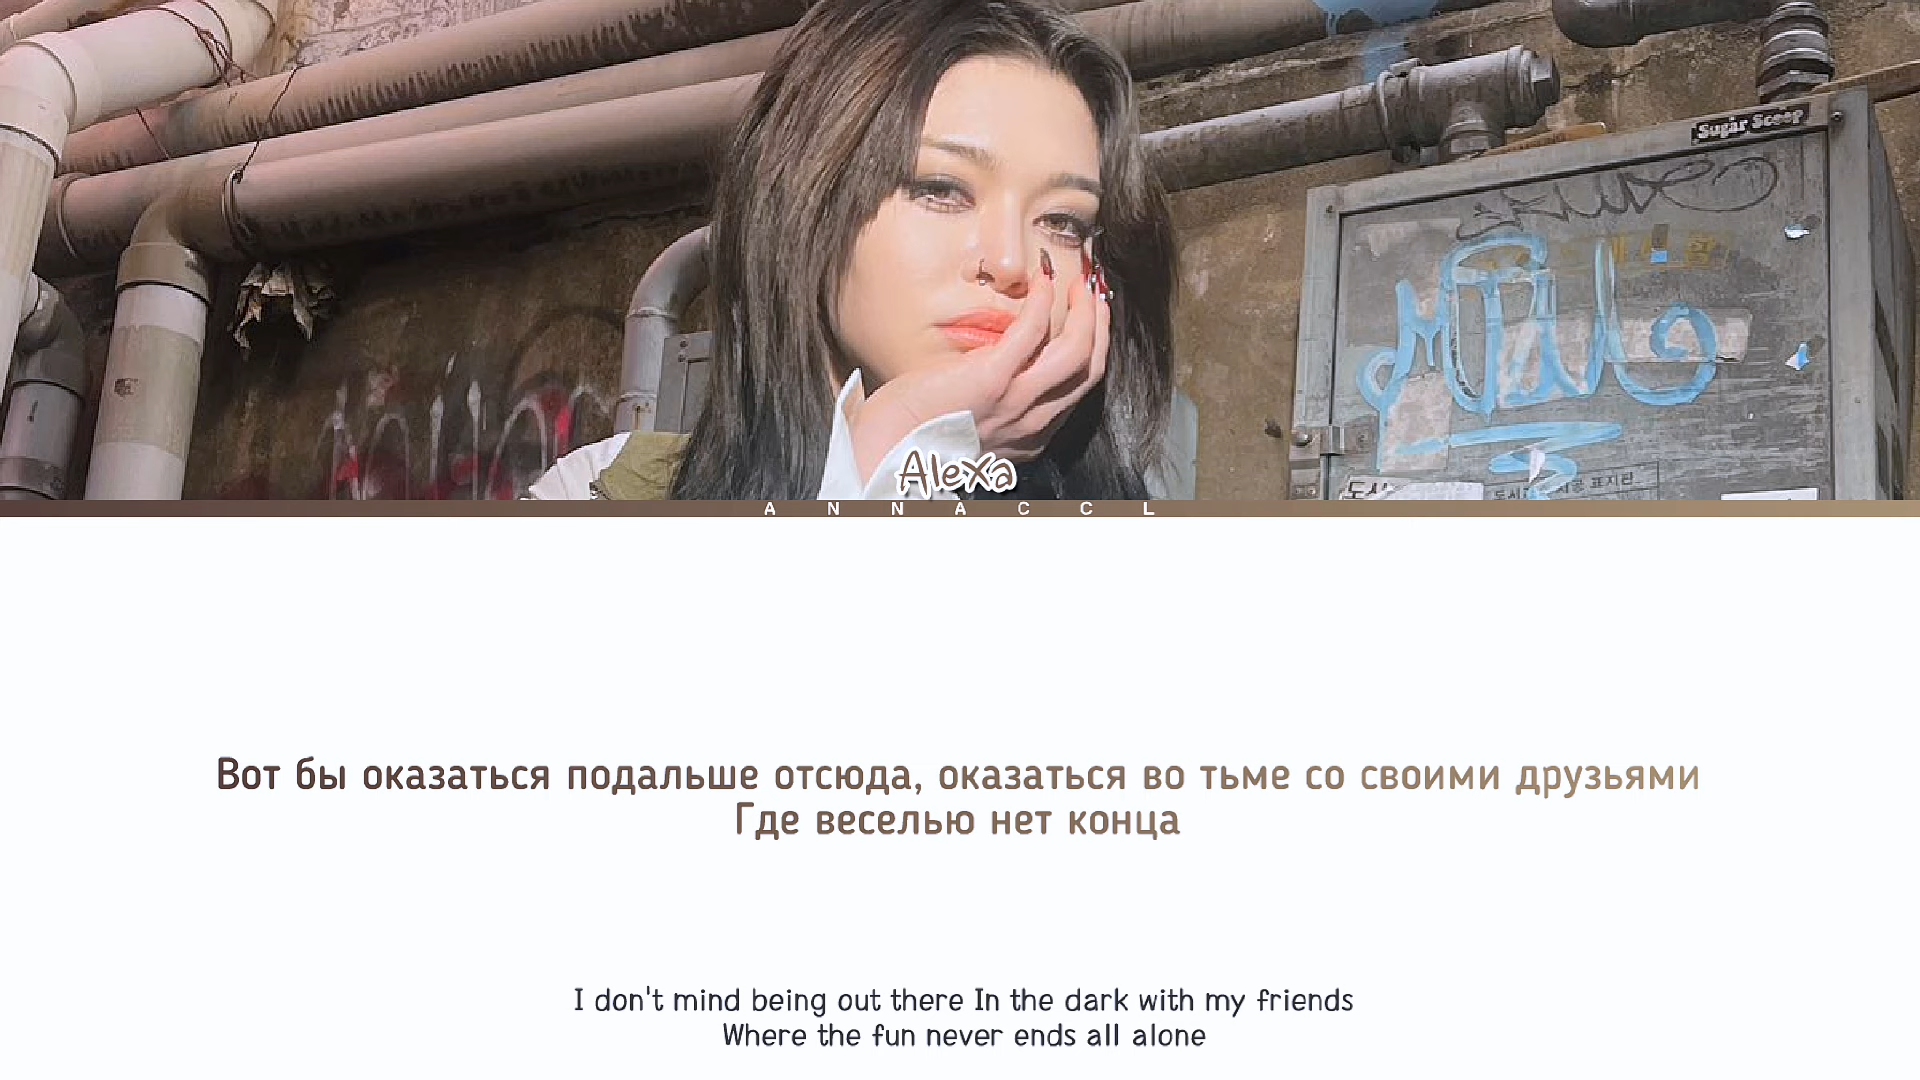 Sugar Scoop
Alexa
ANNACCL
Вот бы оказаться подальше отсюда, оказаться во тьме со своими друзьями
Где веселью нет конца
I don't mind being out there In the dark with my friends
Where the fun never ends all alone